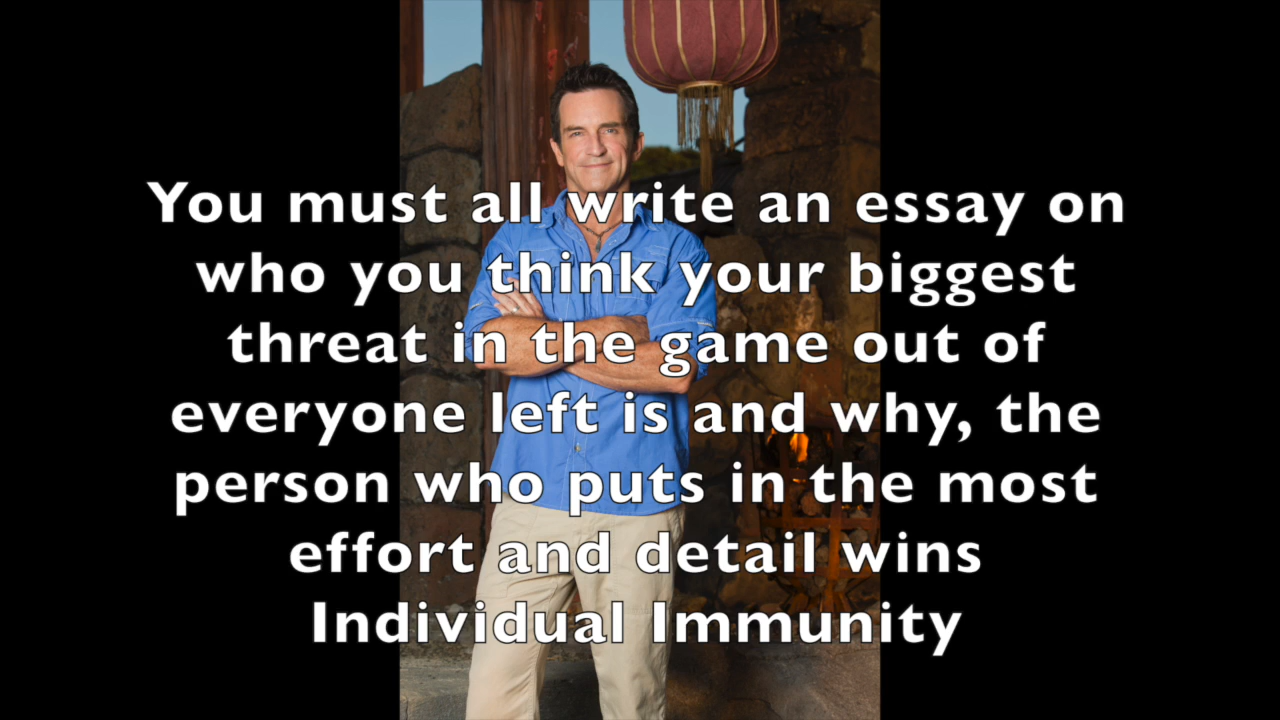 You must all write an essay on
who you think your biggest
threat in the game out of
everyone left is and why, the
person who puts in the most
effort and detail wins
Individual Immunity